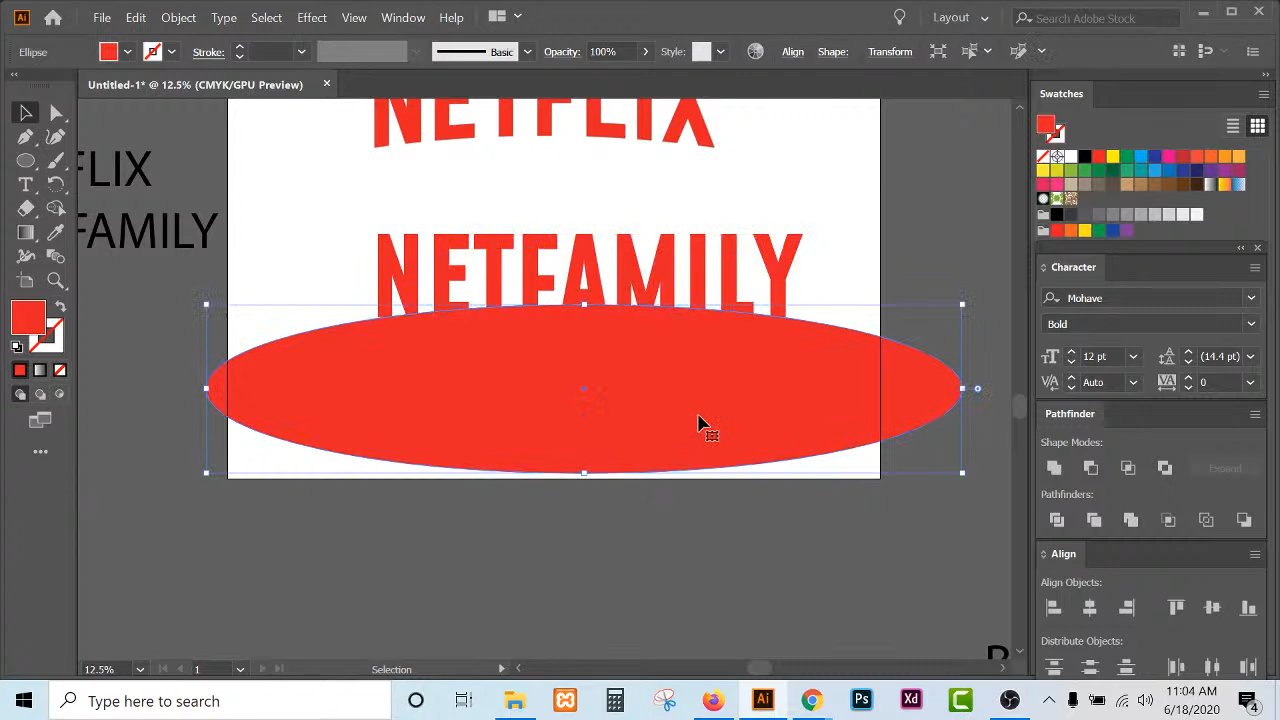 File Edit Object Type Select Effect View Window Help Layout Search Adobe Stock
Ellipse Stroke: Basic Opacity: 100% Style: Align Shape: Transform
Untitled-1* @ 12.5% (CMYK/GPU Preview)
Swatches
NETFLIX
FLIX
FAMILY
NETFAMILY
Character
Mohave
Bold
12 pt (14.4 pt)
Auto 0
Pathfinder
Shape Modes:
Expand
Pathfinders:
Align
Align Objects:
Distribute Objects:
12.5% 1 Selection
Type here to search
Ai Ps Xd
11:04 AM
6/18/2020
4